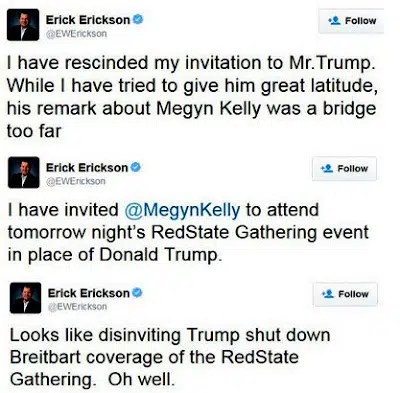 Erick Erickson
@EWErickson
Follow
I have rescinded my invitation to Mr.Trump.
While I have tried to give him great latitude,
his remark about Megyn Kelly was a bridge
too far
Erick Erickson
@EWErickson
Follow
I have invited @MegynKelly to attend
tomorrow night's RedState Gathering event
in place of Donald Trump.
Erick Erickson
@EWErickson
Follow
Looks like disinviting Trump shut down
Breitbart coverage of the RedState
Gathering. Oh well.